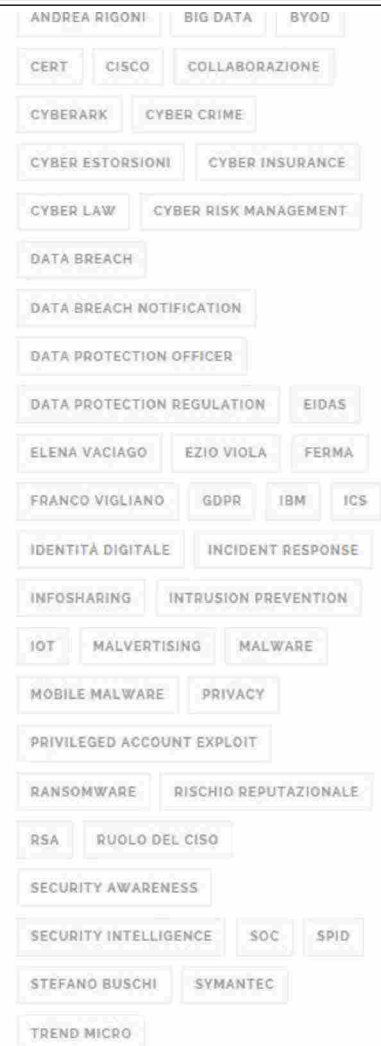 ANDREA RIGONI BIG DATA BYOD
CERT CISCO COLLABORAZIONE
CYBERARK CYBER CRIME
CYBER ESTORSIONI CYBER INSURANCE
CYBER LAW CYBER RISK MANAGEMENT
DATA BREACH
DATA BREACH NOTIFICATION
DATA PROTECTION OFFICER
DATA PROTECTION REGULATION EIDAS
ELENA VACIAGO EZIO VIOLA FERMA
FRANCO VIGLIANO GDPR IBM ICS
IDENTITÀ DIGITALE INCIDENT RESPONSE
INFOSHARING INTRUSION PREVENTION
IOT MALVERTISING MALWARE
MOBILE MALWARE PRIVACY
PRIVILEGED ACCOUNT EXPLOIT
RANSOMWARE RISCHIO REPUTAZIONALE
RSA RUOLO DEL CISO
SECURITY AWARENESS
SECURITY INTELLIGENCE SOC SPID
STEFANO BUSCHI SYMANTEC
TREND MICRO